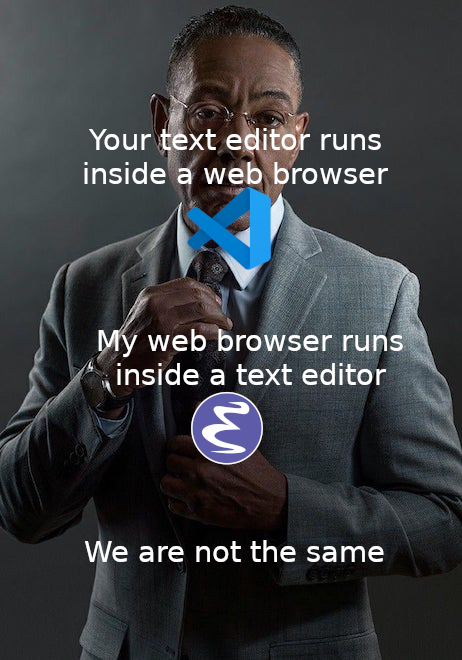 Your text editor runs
inside a web browser
My web browser runs
inside a text editor
We are not the same